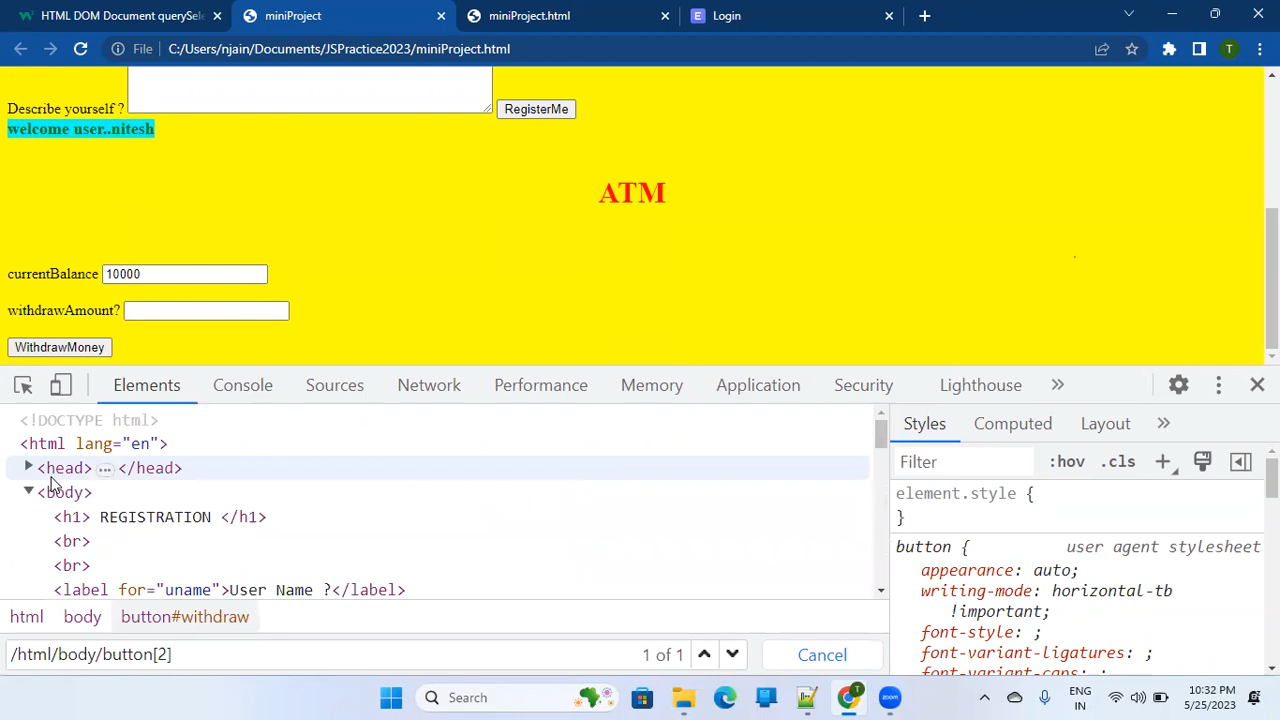 HTML DOM Document querySele
miniProject
miniProject.html
Login
File
C:/Users/njain/Documents/JSPractice2023/miniProject.html
T
Describe yourself ?
RegisterMe
welcome user..nitesh
ATM
currentBalance 10000
withdrawAmount?
WithdrawMoney
Elements
Console
Sources
Network
Performance
Memory
Application
Security
Lighthouse
<!DOCTYPE html>
<html lang="en">
<head> … </head>
<body>
<h1> REGISTRATION </h1>
<br>
<br>
<label for="uname">User Name ?</label>
html body button#withdraw
/html/body/button[2]
1 of 1
Cancel
Styles
Computed
Layout
Filter
:hov .cls
element.style {
}
button {
user agent stylesheet
appearance: auto;
writing-mode: horizontal-tb
!important;
font-style: ;
font-variant-ligatures: ;
font-variant-caps: ;
Search
ENG
IN
10:32 PM
5/25/2023